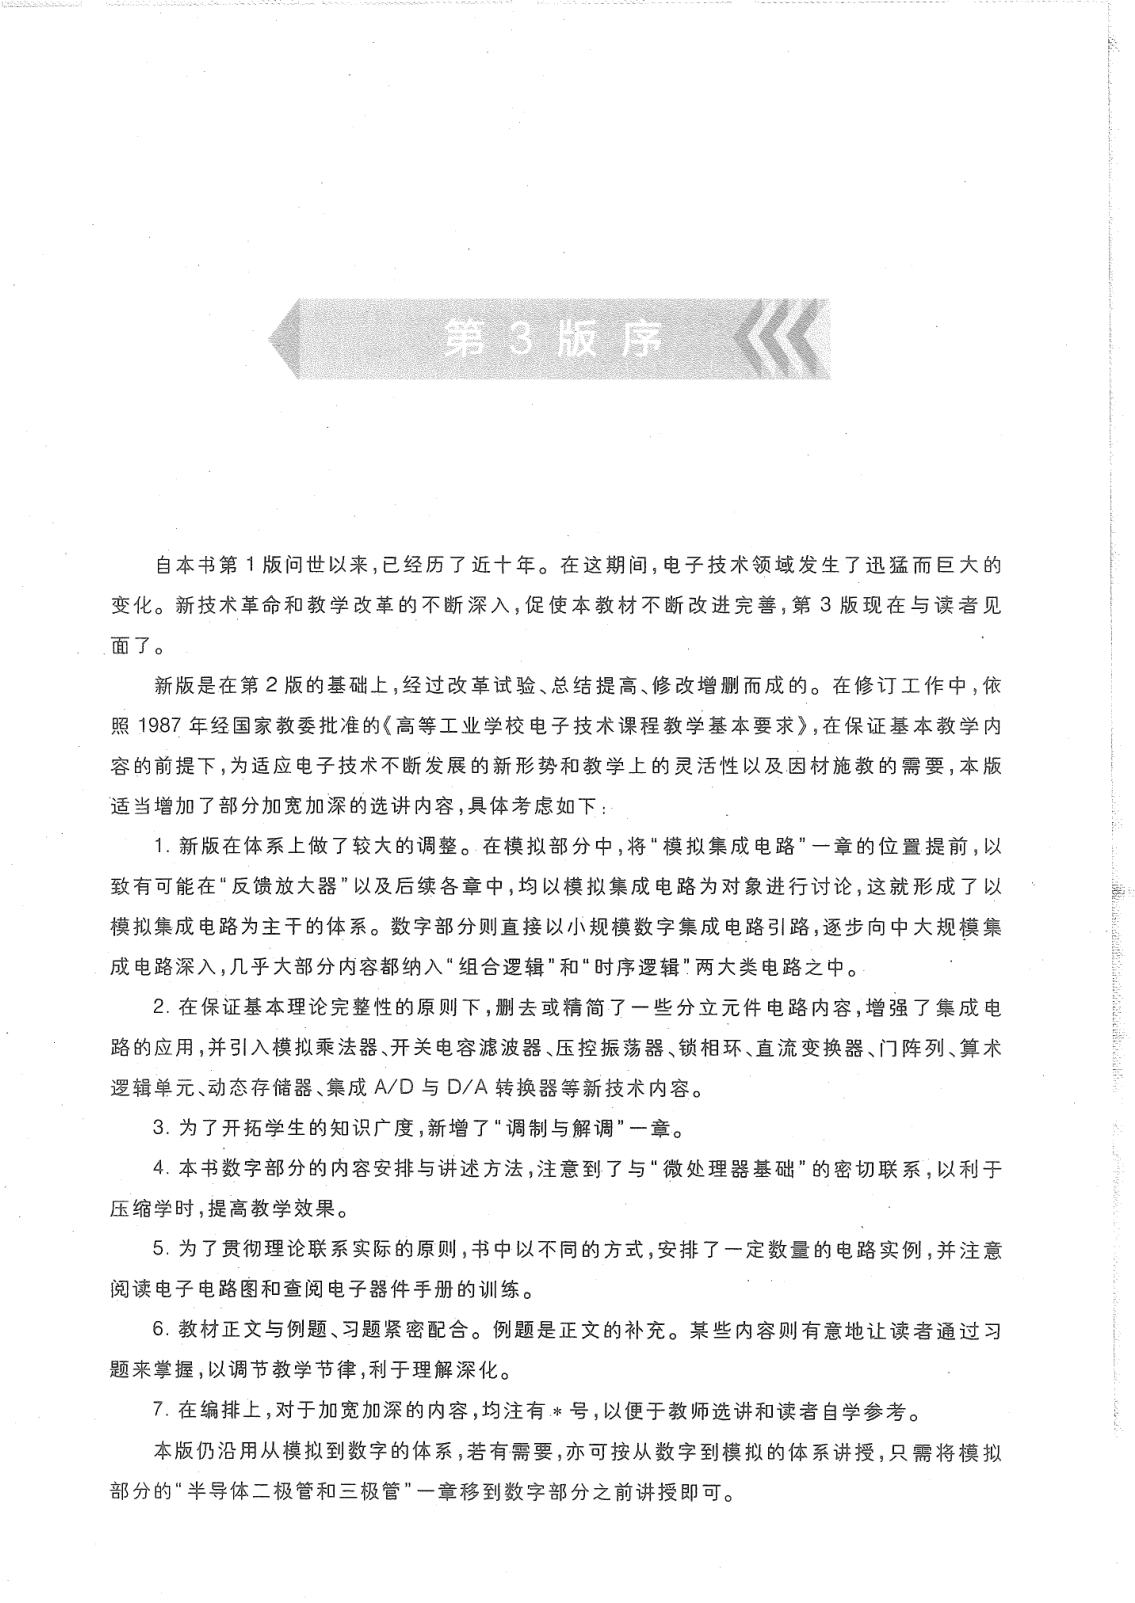 第3版序
自本书第1版问世以来,已经历了近十年。在这期间,电子技术领域发生了迅猛而巨大的
变化。新技术革命和教学改革的不断深入,促使本教材不断改进完善,第3版现在与读者见
面了。
新版是在第2版的基础上,经过改革试验、总结提高、修改增删而成的。在修订工作中,依
照1987年经国家教委批准的《高等工业学校电子技术课程教学基本要求》,在保证基本教学内
容的前提下,为适应电子技术不断发展的新形势和教学上的灵活性以及因材施教的需要,本版
适当增加了部分加宽加深的选讲内容,具体考虑如下:
1. 新版在体系上做了较大的调整。在模拟部分中,将“模拟集成电路”一章的位置提前,以
致有可能在“反馈放大器”以及后续各章中,均以模拟集成电路为对象进行讨论,这就形成了以
模拟集成电路为主干的体系。数字部分则直接以小规模数字集成电路引路,逐步向中大规模集
成电路深入,几乎大部分内容都纳入“组合逻辑”和“时序逻辑”两大类电路之中。
2. 在保证基本理论完整性的原则下,删去或精简了一些分立元件电路内容,增强了集成电
路的应用,并引入模拟乘法器、开关电容滤波器、压控振荡器、锁相环、直流变换器、门阵列、算术
逻辑单元、动态存储器、集成A/D与D/A转换器等新技术内容。
3. 为了开拓学生的知识广度,新增了“调制与解调”一章。
4. 本书数字部分的内容安排与讲述方法,注意到了与“微处理器基础”的密切联系,以利于
压缩学时,提高教学效果。
5. 为了贯彻理论联系实际的原则,书中以不同的方式,安排了一定数量的电路实例,并注意
阅读电子电路图和查阅电子器件手册的训练。
6. 教材正文与例题、习题紧密配合。例题是正文的补充。某些内容则有意地让读者通过习
题来掌握,以调节教学节律,利于理解深化。
7. 在编排上,对于加宽加深的内容,均注有*号,以便于教师选讲和读者自学参考。
本版仍沿用从模拟到数字的体系,若有需要,亦可按从数字到模拟的体系讲授,只需将模拟
部分的“半导体二极管和三极管”一章移到数字部分之前讲授即可。